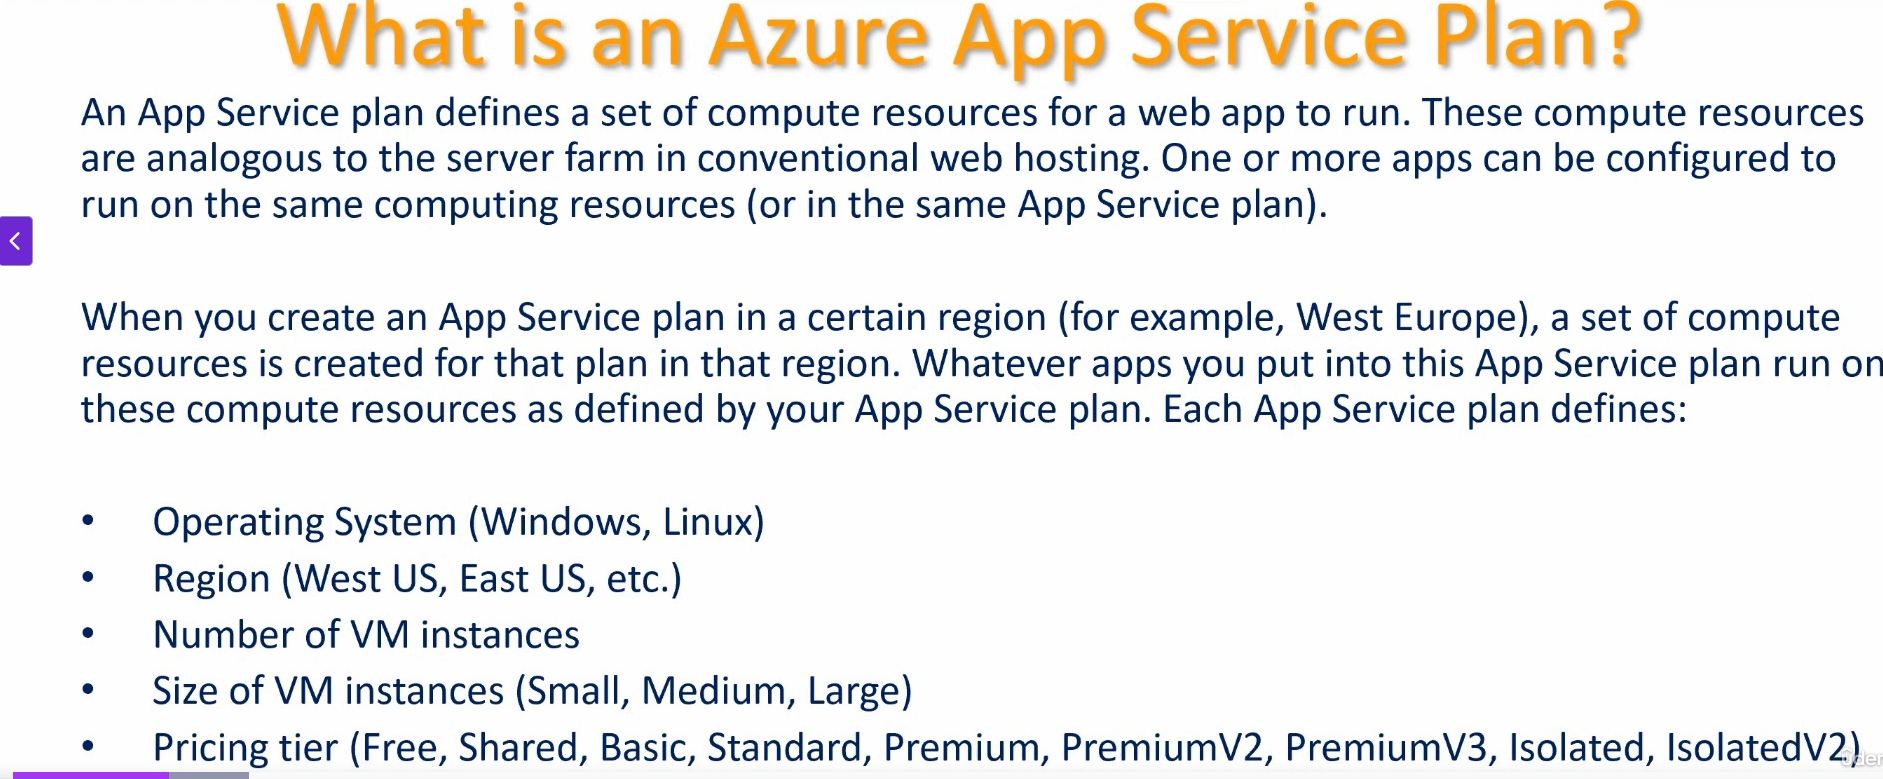 What is an Azure App Service Plan?
An App Service plan defines a set of compute resources for a web app to run. These compute resources
are analogous to the server farm in conventional web hosting. One or more apps can be configured to
run on the same computing resources (or in the same App Service plan).
When you create an App Service plan in a certain region (for example, West Europe), a set of compute
resources is created for that plan in that region. Whatever apps you put into this App Service plan run on
these compute resources as defined by your App Service plan. Each App Service plan defines:
• Operating System (Windows, Linux)
• Region (West US, East US, etc.)
• Number of VM instances
• Size of VM instances (Small, Medium, Large)
• Pricing tier (Free, Shared, Basic, Standard, Premium, PremiumV2, PremiumV3, Isolated, IsolatedV2)